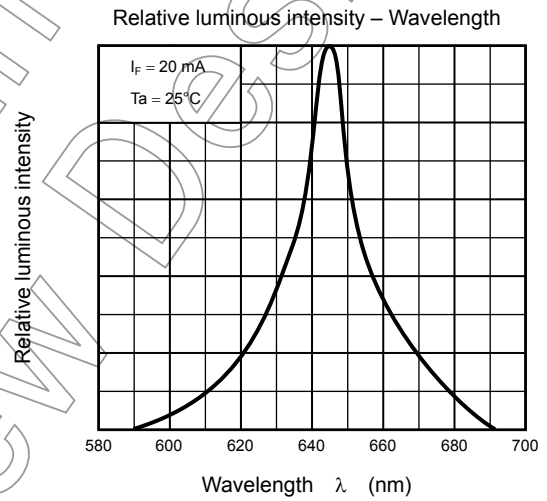 Relative luminous intensity – Wavelength
I_F = 20 mA
Ta = 25°C
Relative luminous intensity
580 600 620 640 660 680 700
Wavelength λ (nm)